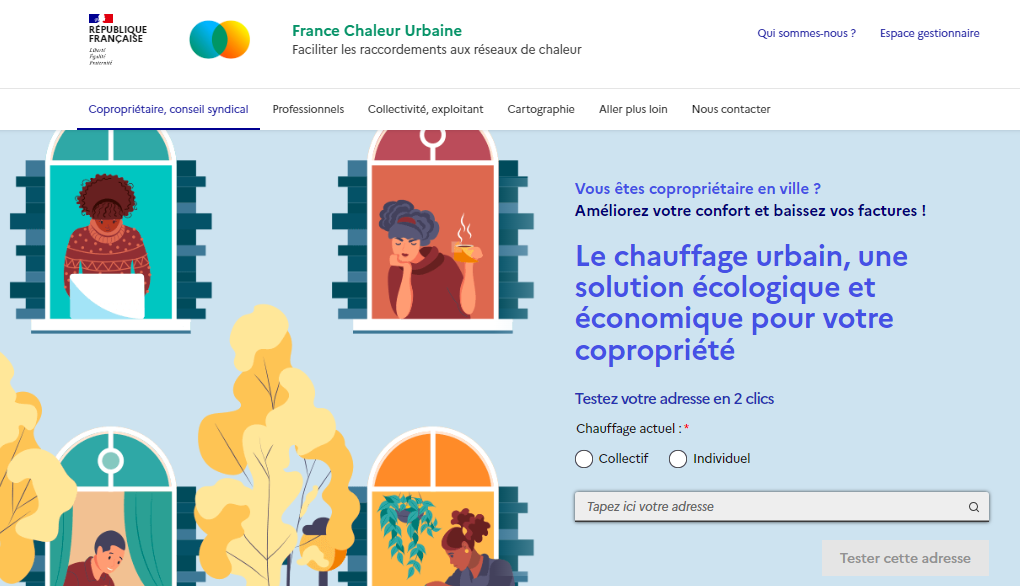 RÉPUBLIQUE
FRANÇAISE
Liberté
Égalité
Fraternité
France Chaleur Urbaine
Faciliter les raccordements aux réseaux de chaleur
Qui sommes-nous ?
Espace gestionnaire
Copropriétaire, conseil syndical
Professionnels
Collectivité, exploitant
Cartographie
Aller plus loin
Nous contacter
Vous êtes copropriétaire en ville ?
Améliorez votre confort et baissez vos factures !
Le chauffage urbain, une
solution écologique et
économique pour votre
copropriété
Testez votre adresse en 2 clics
Chauffage actuel : *
Collectif
Individuel
Tapez ici votre adresse
Tester cette adresse